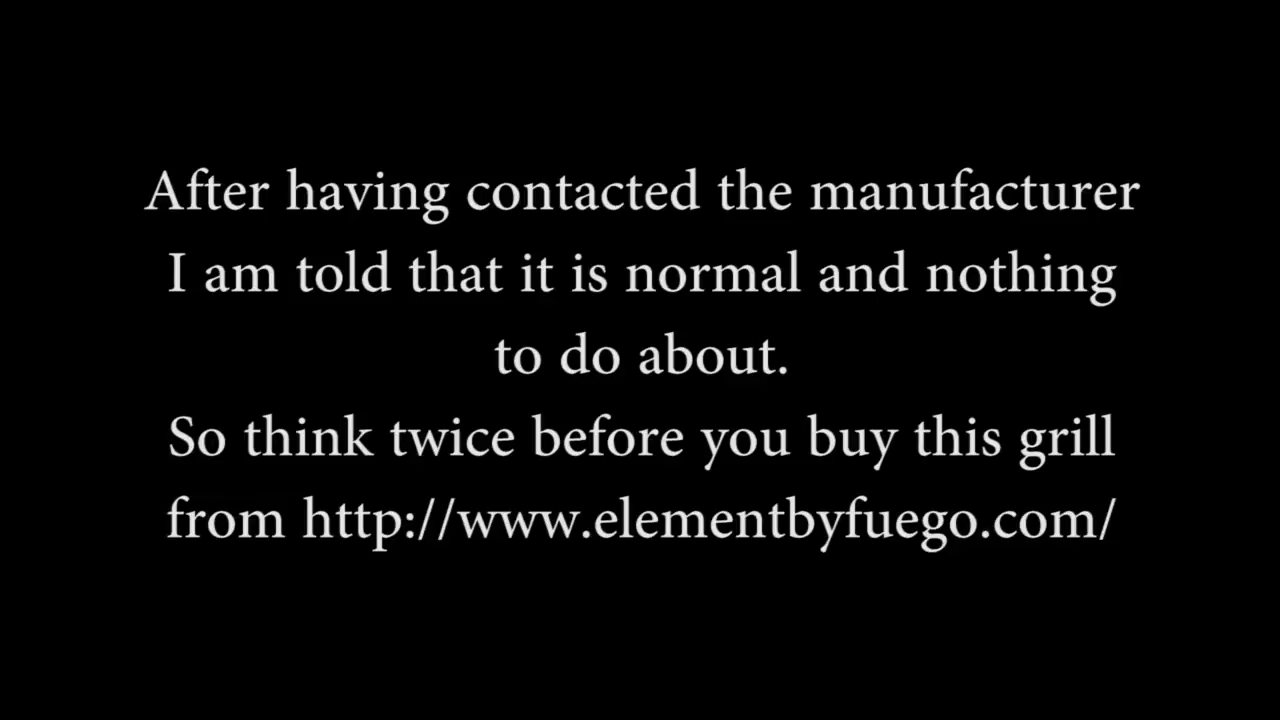 After having contacted the manufacturer
I am told that it is normal and nothing
to do about.
So think twice before you buy this grill
from http://www.elementbyfuego.com/